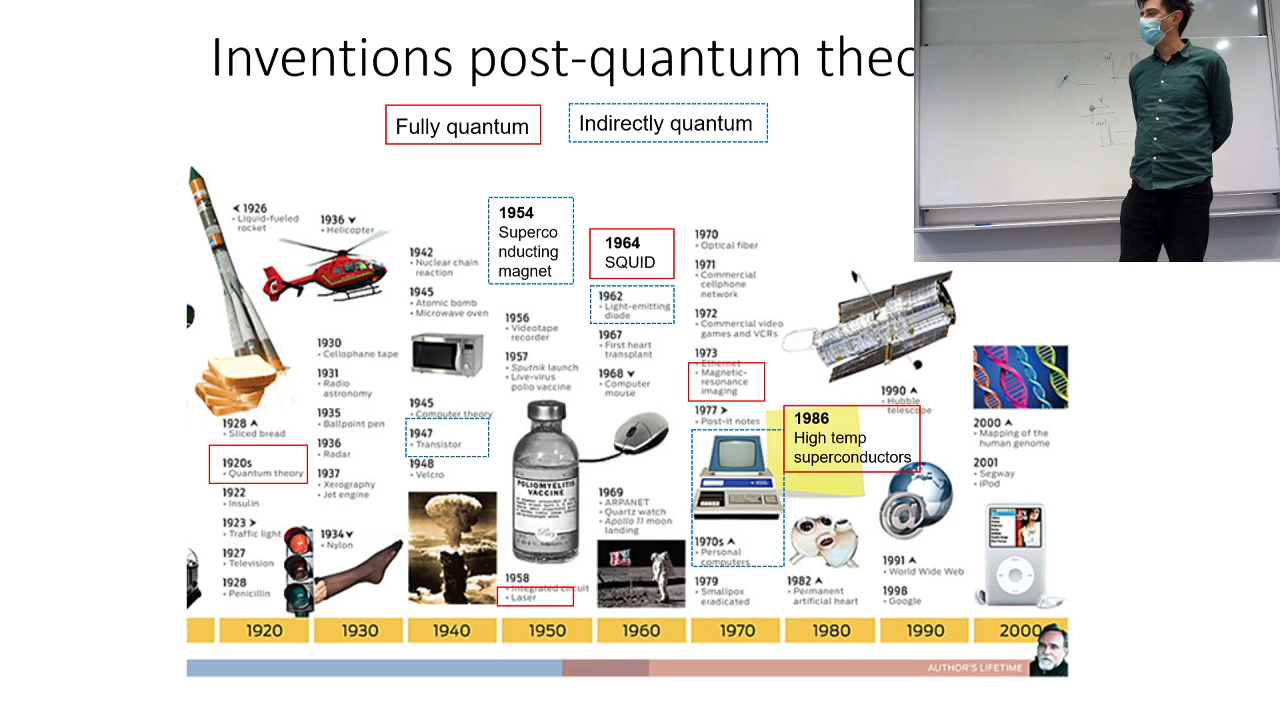 Inventions post-quantum theo
Fully quantum
Indirectly quantum
1926
• Liquid-fueled
rocket
1928
• Sliced bread
1920s
• Quantum theory
1922
• Insulin
1923
• Traffic light
1927
• Television
1928
• Penicillin
1936
• Helicopter
1930
• Cellophane tape
1931
• Radio
astronomy
1935
• Ballpoint pen
1936
• Radar
1937
• Xerography
• Jet engine
1934
• Nylon
1942
• Nuclear chain
reaction
1945
• Atomic bomb
• Microwave oven
1945
• Computer theory
1947
• Transistor
1948
• Velcro
1954
Superco
nducting
magnet
1956
• Videotape
recorder
1957
• Sputnik launch
• Live-virus
polio vaccine
POLIOMYELITIS
VACCINE
1958
• Integrated circuit
• Laser
1964
SQUID
1962
• Light-emitting
diode
1967
• First heart
transplant
1968
• Computer
mouse
1969
• ARPANET
• Quartz watch
• Apollo 11 moon
landing
1970
• Optical fiber
1971
• Commercial
cellphone
network
1972
• Commercial video
games and VCRs
1973
• Ethernet
• Magnetic-
resonance
imaging
1977
• Post-it notes
1970s
• Personal
computers
1979
• Smallpox
eradicated
1986
High temp
superconductors
1982
• Permanent
artificial heart
1990
• Hubble
telescope
@
1991
• World Wide Web
1998
• Google
2000
• Mapping of the
human genome
2001
• Segway
• iPod
1920
1930
1940
1950
1960
1970
1980
1990
2000
AUTHOR'S LIFETIME